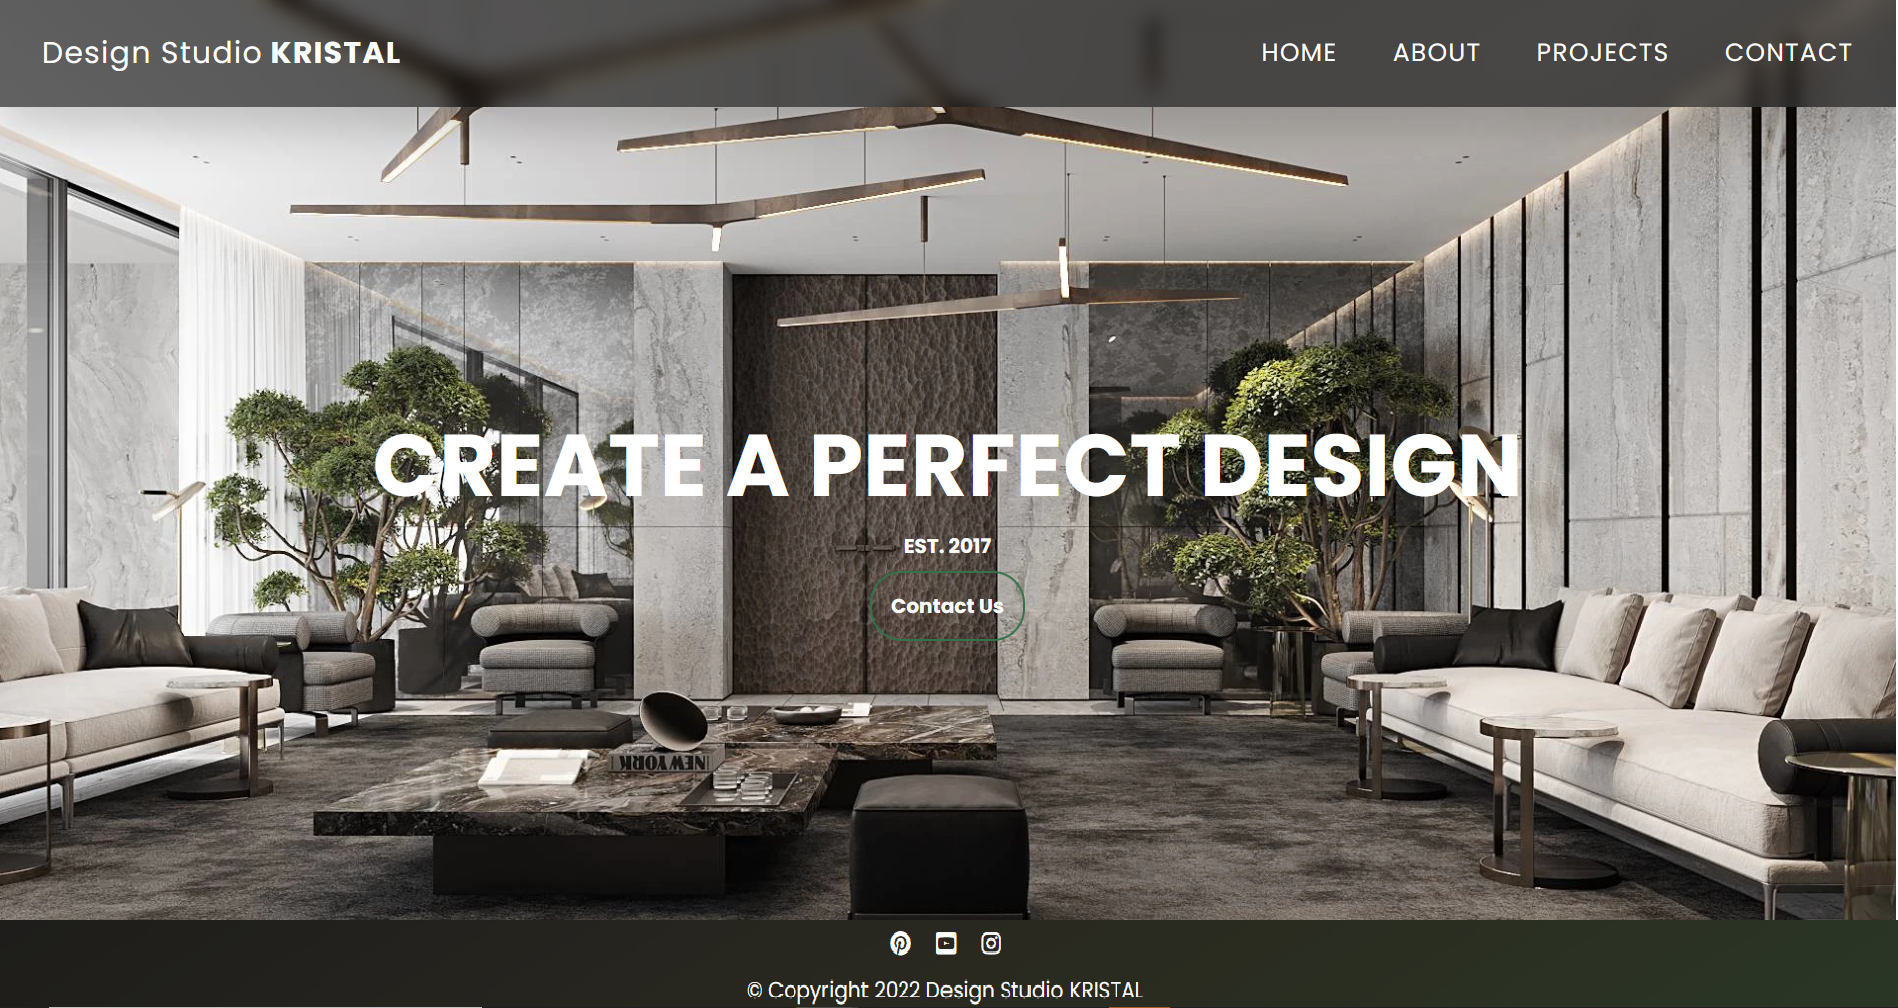 Design Studio KRISTAL
HOME ABOUT PROJECTS CONTACT
CREATE A PERFECT DESIGN
EST. 2017
Contact Us
NEW YORK
© Copyright 2022 Design Studio KRISTAL